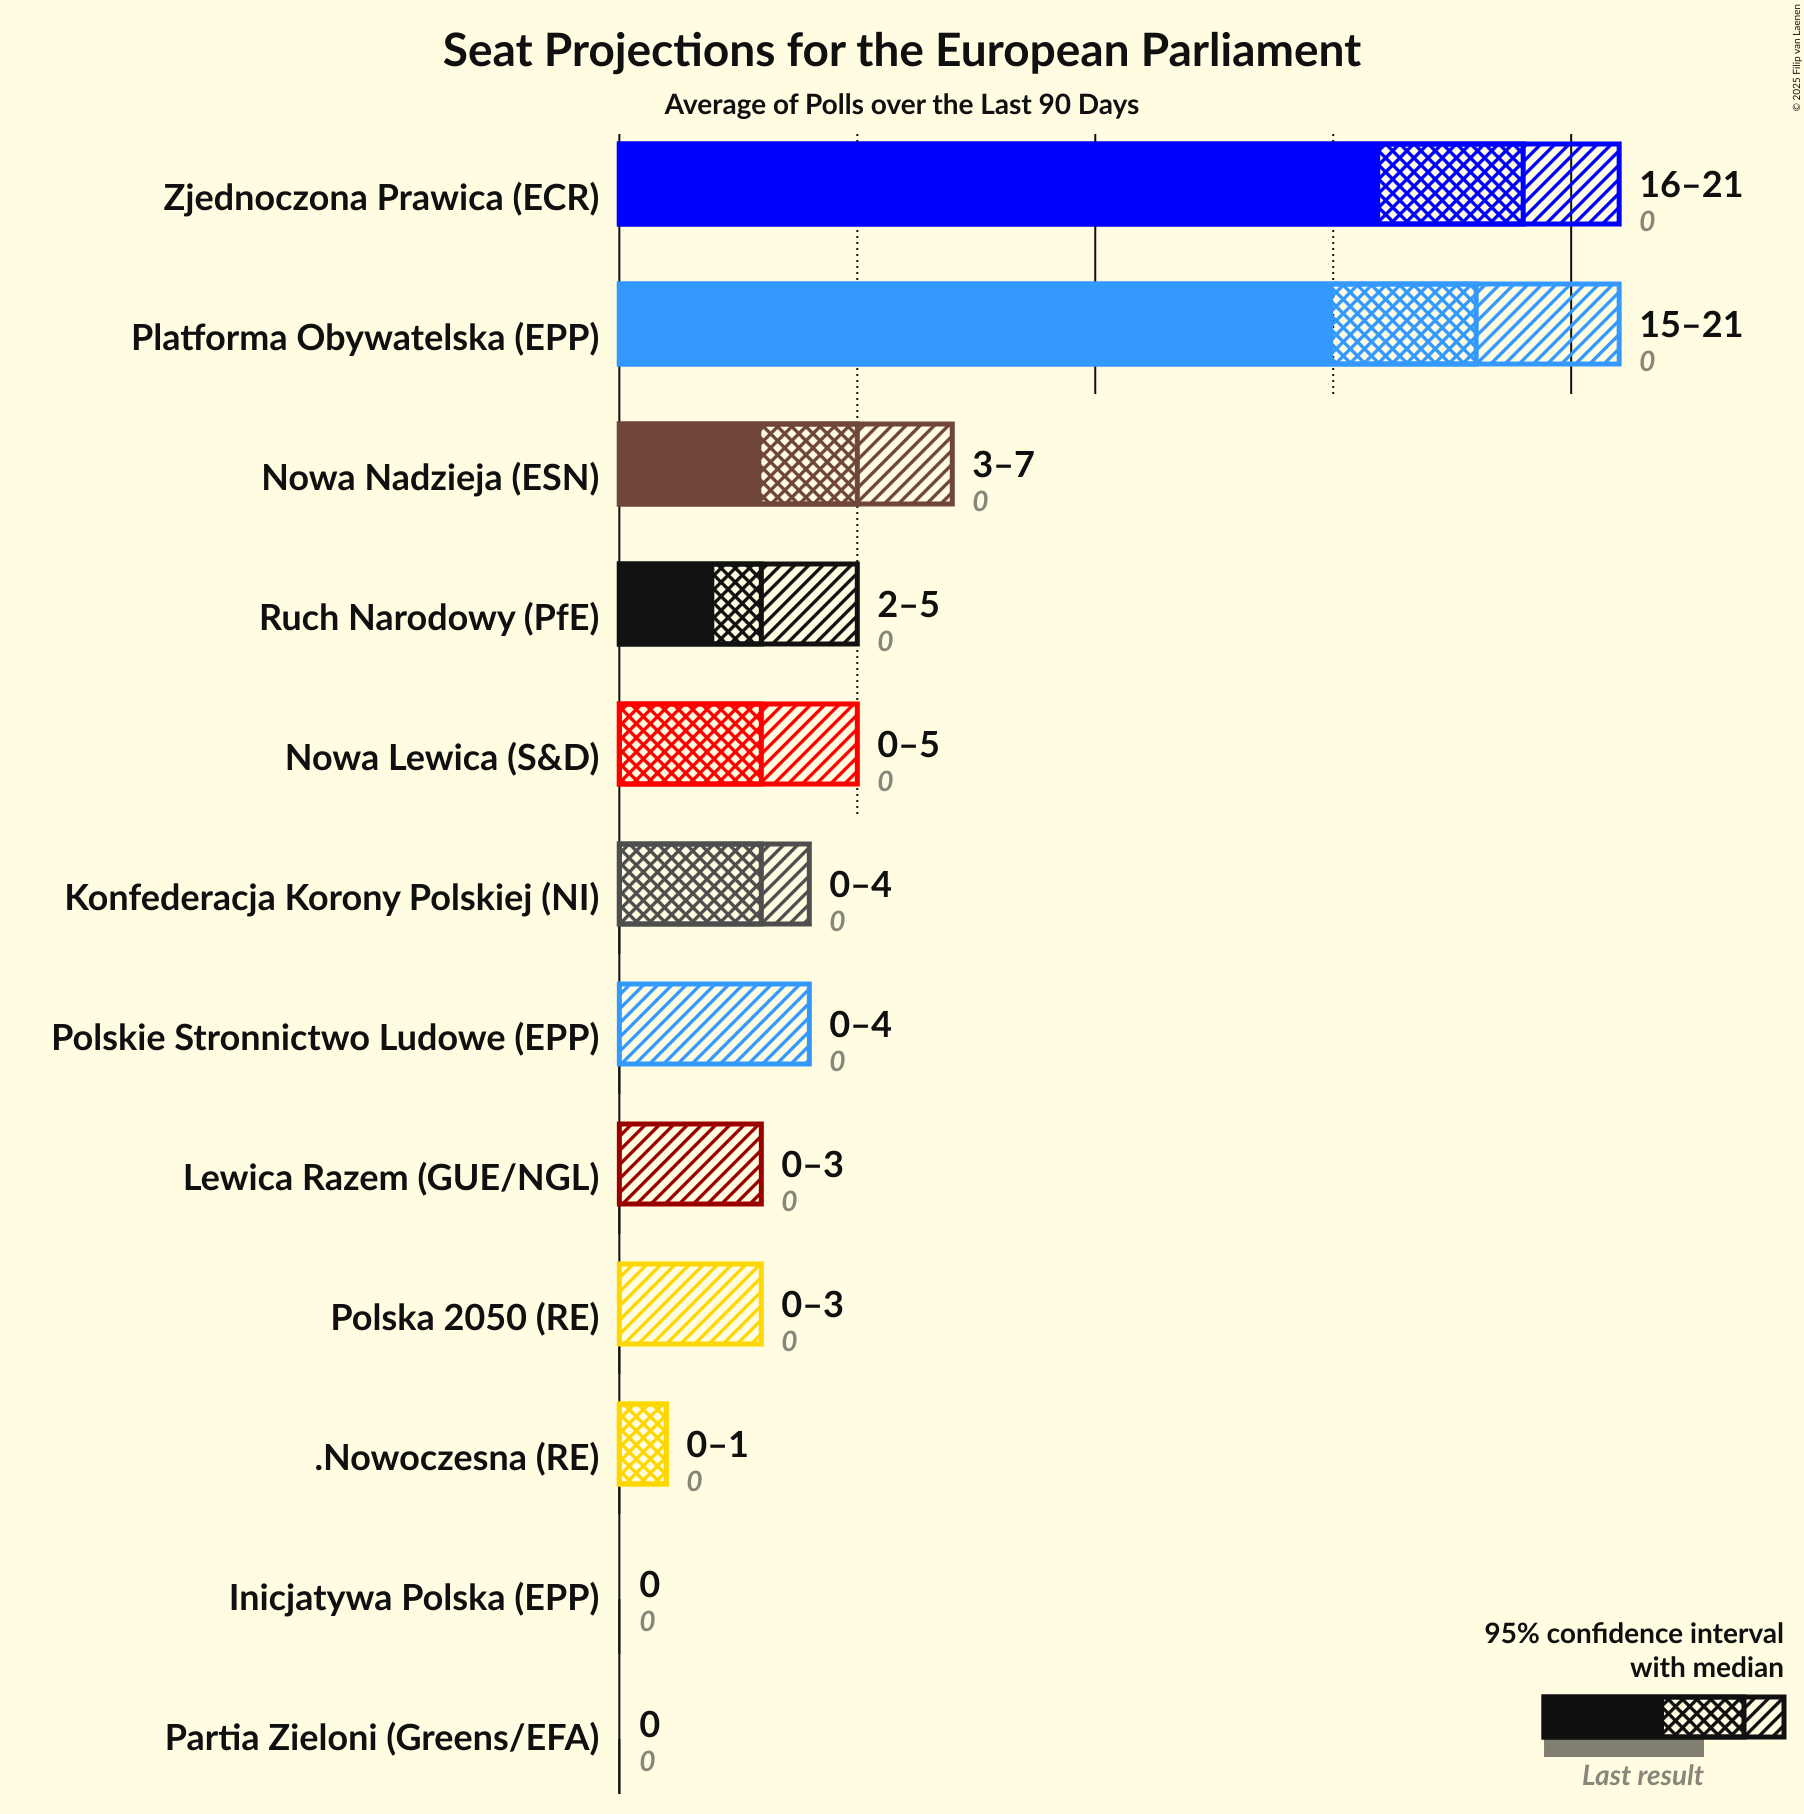 Seat Projections for the European Parliament
Average of Polls over the Last 90 Days
© 2025 Filip van Laenen
Zjednoczona Prawica (ECR)
16–21
0
Platforma Obywatelska (EPP)
15–21
0
Nowa Nadzieja (ESN)
3–7
0
Ruch Narodowy (PfE)
2–5
0
Nowa Lewica (S&D)
0–5
0
Konfederacja Korony Polskiej (NI)
0–4
0
Polskie Stronnictwo Ludowe (EPP)
0–4
0
Lewica Razem (GUE/NGL)
0–3
0
Polska 2050 (RE)
0–3
0
.Nowoczesna (RE)
0–1
0
Inicjatywa Polska (EPP)
0
0
Partia Zieloni (Greens/EFA)
0
0
95% confidence interval
with median
Last result